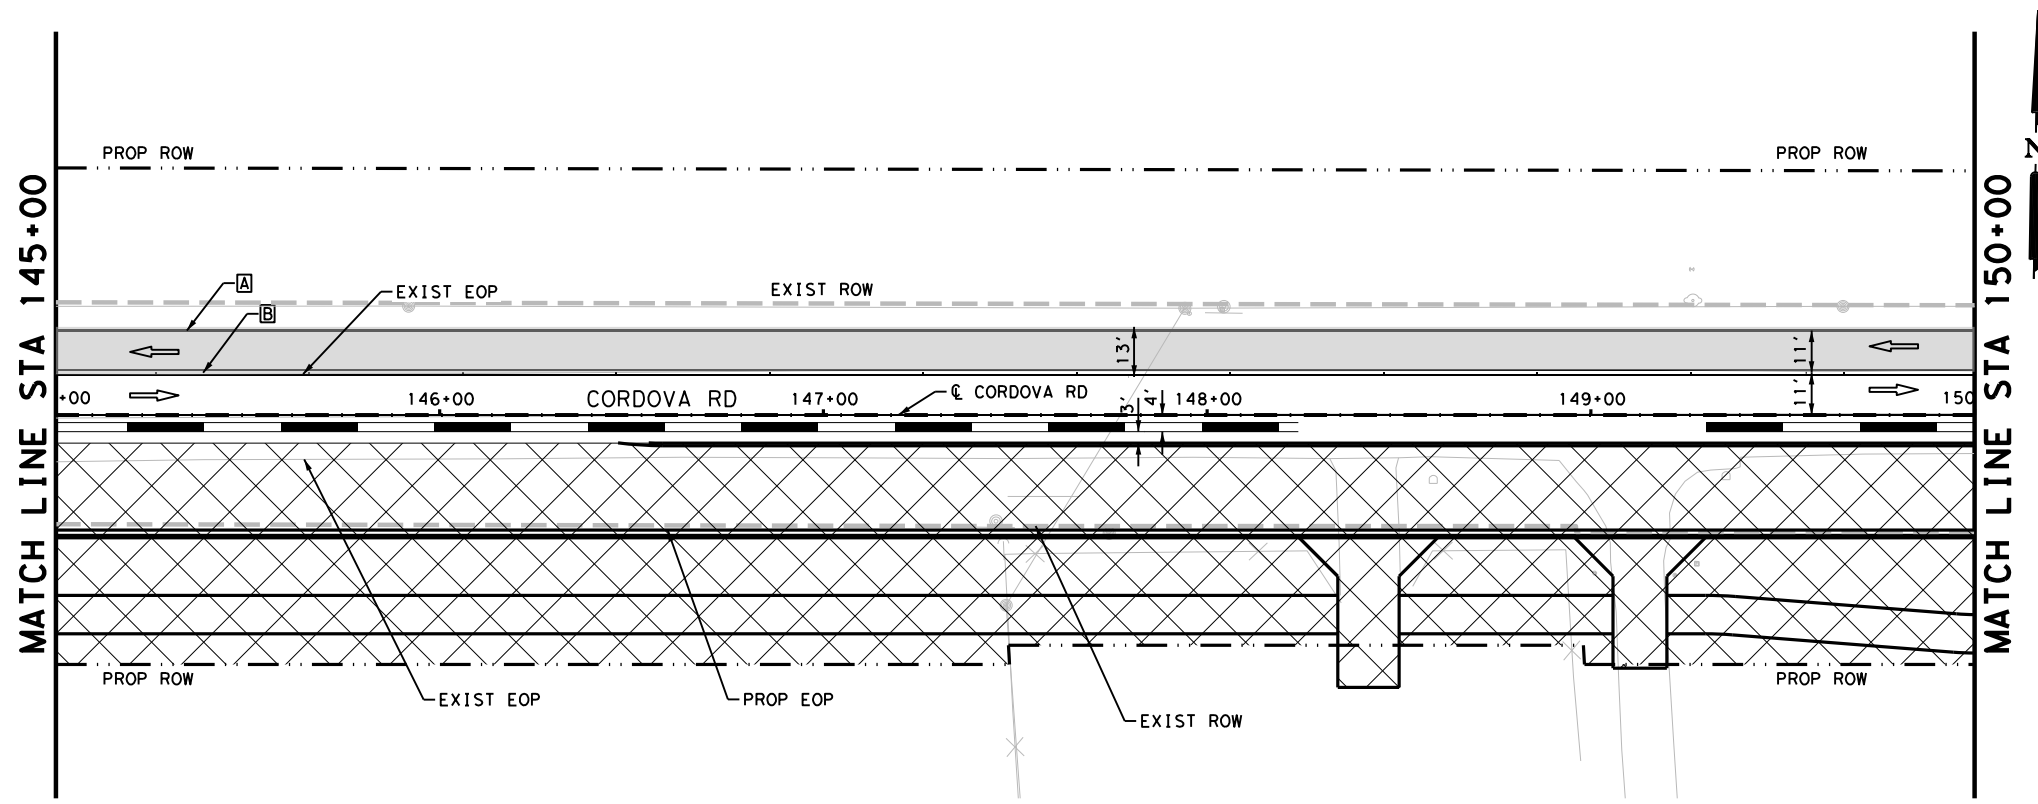 PROP ROW
PROP ROW
N
MATCH LINE STA 145+00
MATCH LINE STA 150+00
A
EXIST EOP
EXIST ROW
B
13'
11'
+00
146+00
CORDOVA RD
147+00
℄ CORDOVA RD
3'
4'
148+00
149+00
11'
150
PROP ROW
PROP ROW
EXIST EOP
PROP EOP
EXIST ROW